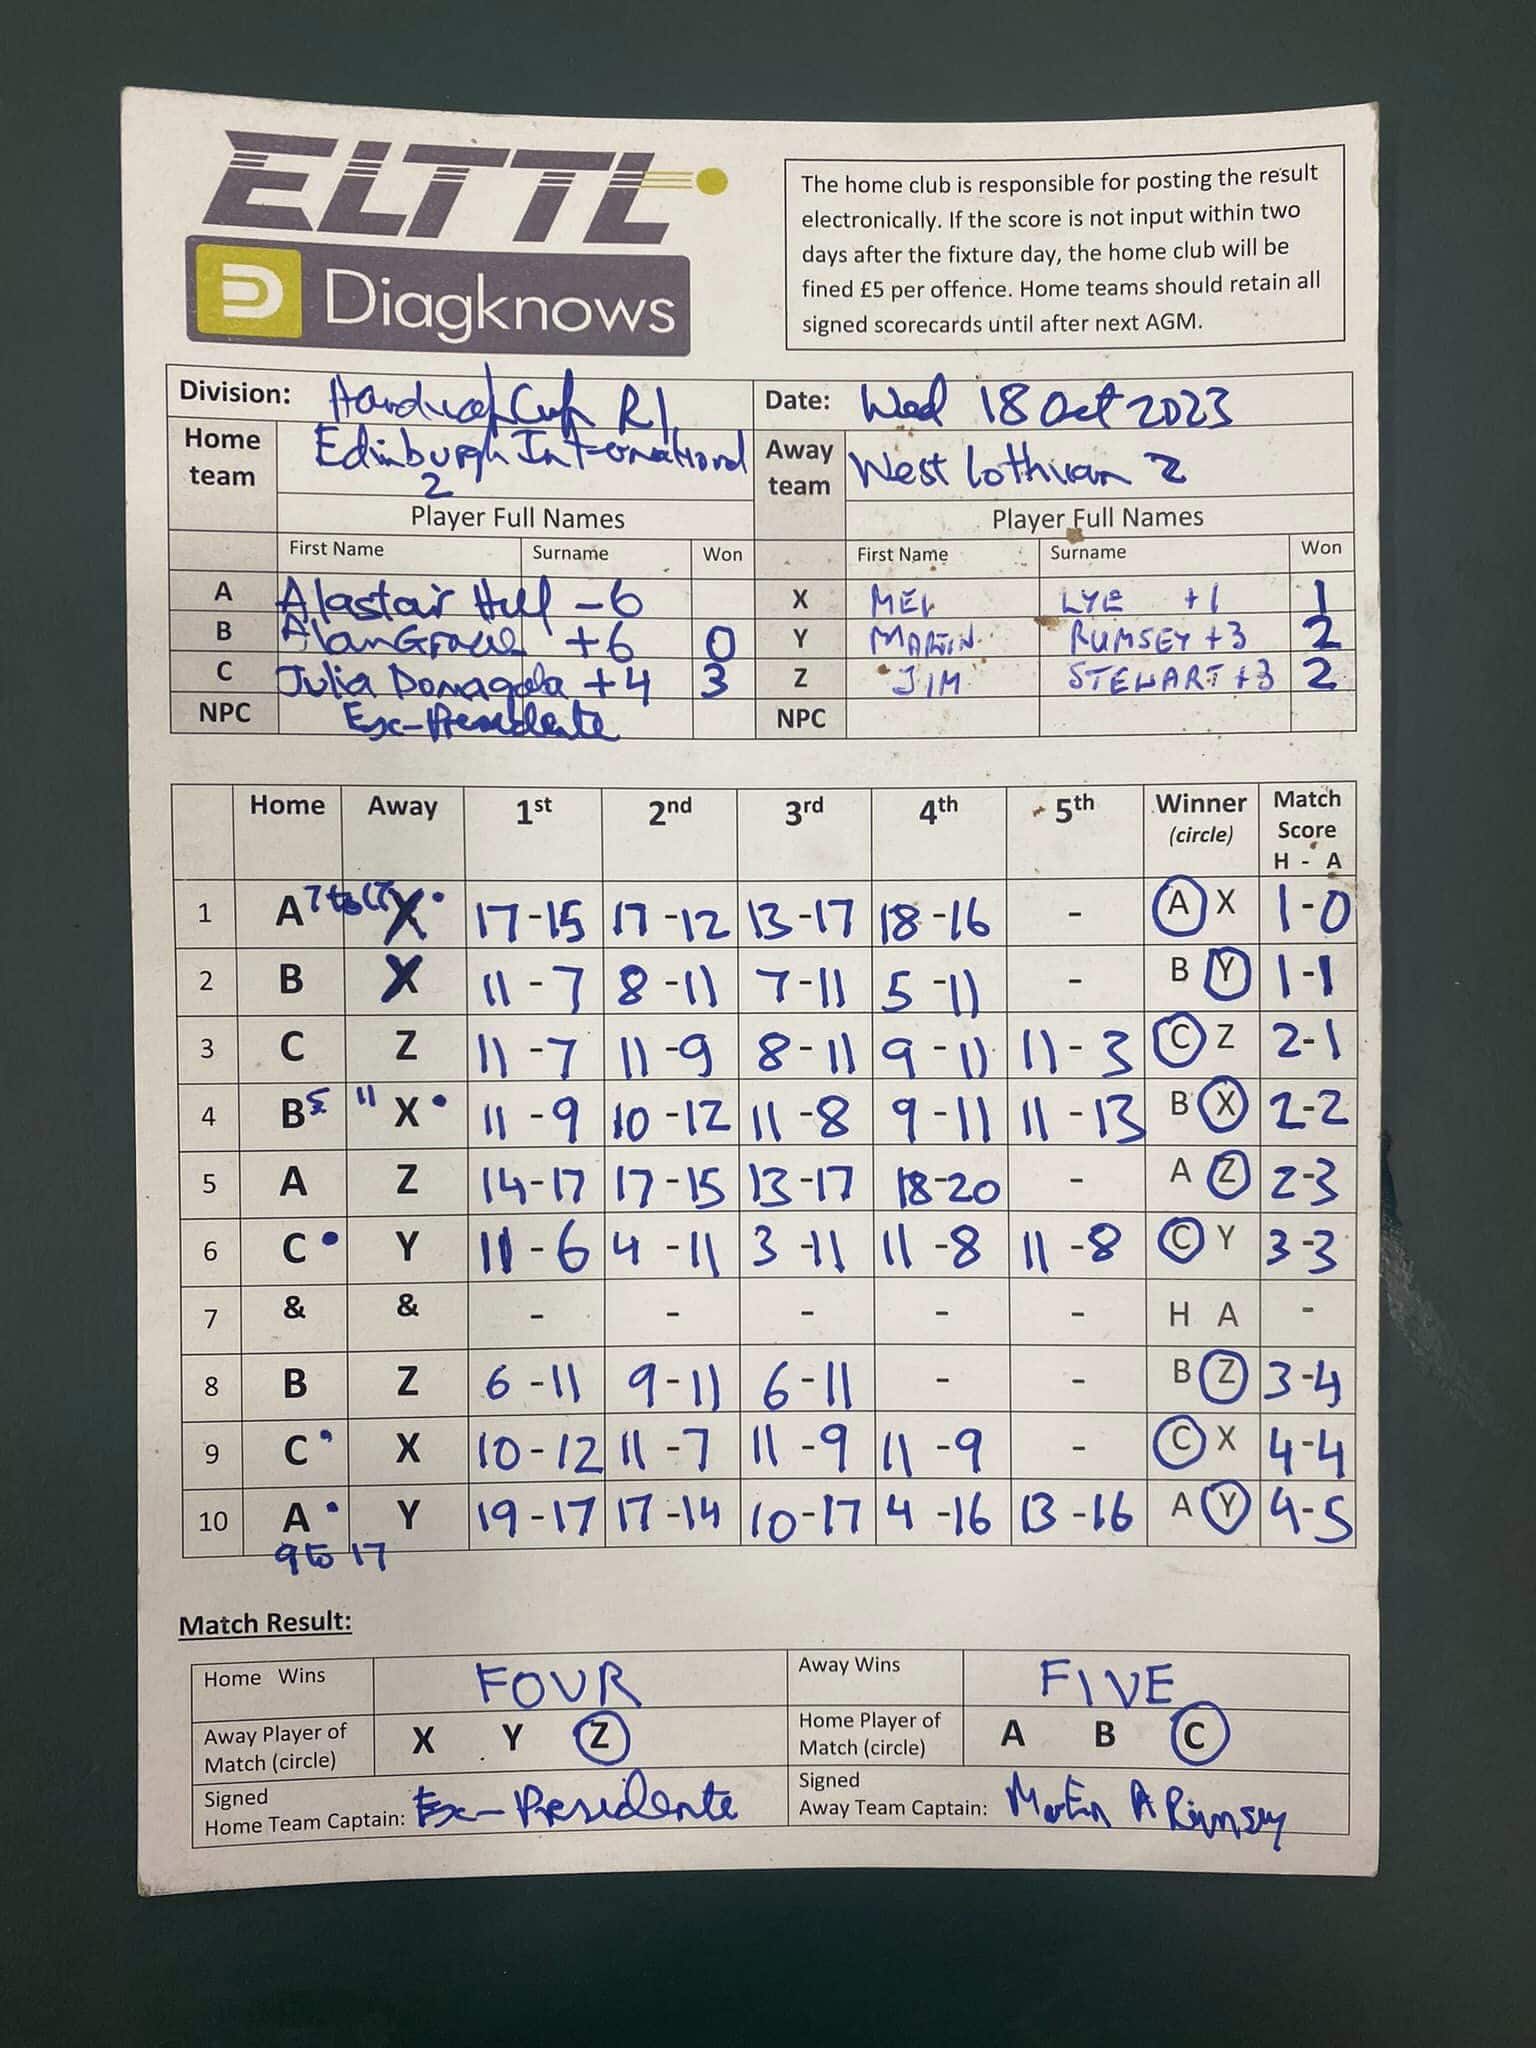 ELTTL
Diagknows
The home club is responsible for posting the result
electronically. If the score is not input within two
days after the fixture day, the home club will be
fined £5 per offence. Home teams should retain all
signed scorecards until after next AGM.
Division: Cup R1 Date: Wed 18 Oct 2023
Home team Edinburgh International 2 Away team West Lothian 2
Player Full Names Player Full Names
First Name Surname Won First Name Surname Won
A Alastair -6 X MEL LYE +1 1
B Alan +6 0 Y MARTIN RUMSEY +3 2
C Julia +4 3 Z JIM STEWART +3 2
NPC Ex-Presidente NPC
Home Away 1st 2nd 3rd 4th 5th Winner (circle) Match Score H - A
1 A 7 to 17 X 17-15 17-12 13-17 18-16 - A X 1-0
2 B X 11-7 8-11 7-11 5-11 - B Y 1-1
3 C Z 11-7 11-9 8-11 9-11 11-3 C Z 2-1
4 B 5 11 X 11-9 10-12 11-8 9-11 11-13 B X 2-2
5 A Z 14-17 17-15 13-17 18-20 - A Z 2-3
6 C Y 11-6 4-11 3-11 11-8 11-8 C Y 3-3
7 & & - - - - - H A -
8 B Z 6-11 9-11 6-11 - - B Z 3-4
9 C X 10-12 11-7 11-9 11-9 - C X 4-4
10 A Y 19-17 17-14 10-17 4-16 13-16 A Y 4-5
9 to 17
Match Result:
Home Wins FOUR Away Wins FIVE
Away Player of Match (circle) X Y Z Home Player of Match (circle) A B C
Signed Home Team Captain: Ex-Presidente Signed Away Team Captain: Martin A Rumsey